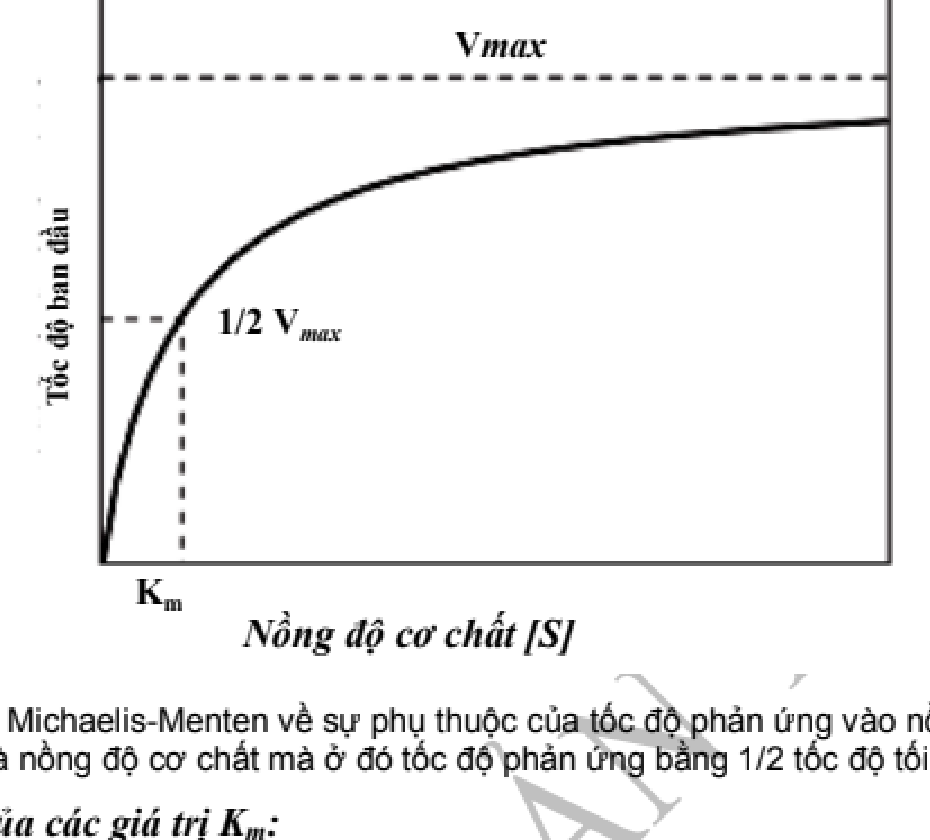 Vmax
Tốc độ ban đầu
1/2 Vmax
Km
Nồng độ cơ chất [S]
Michaelis-Menten về sự phụ thuộc của tốc độ phản ứng vào
nồng độ cơ chất mà ở đó tốc độ phản ứng bằng 1/2 tốc độ tối
của các giá trị Km: